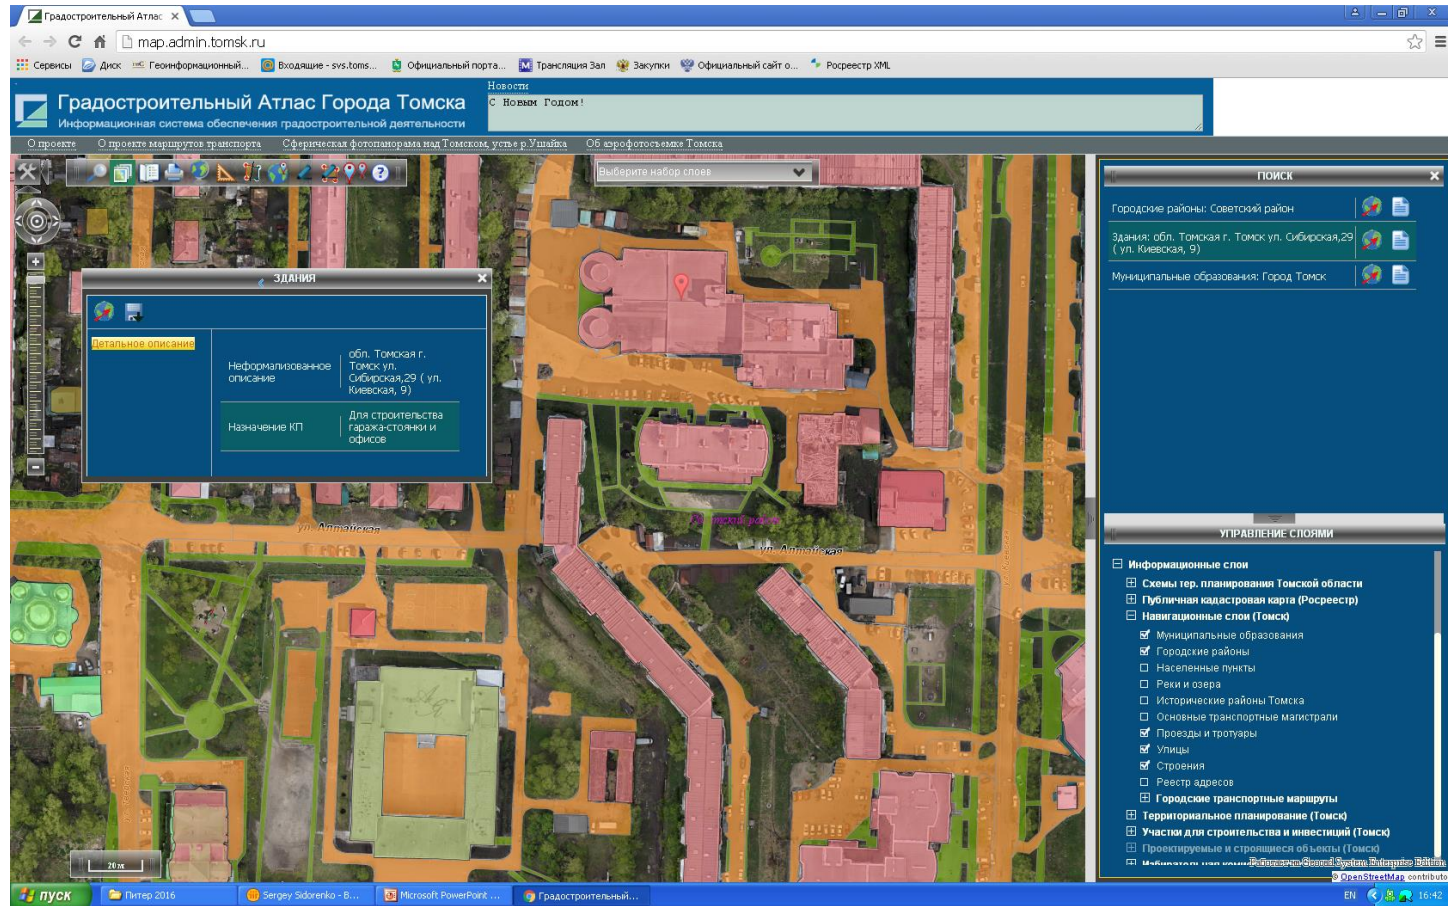 Градостроительный Атлас
map.admin.tomsk.ru
Сервисы Диск Геоинформационный... Входящие - svs.toms... Официальный порта... Трансляция Зал Закупки Официальный сайт о... Росреестр XML
Градостроительный Атлас Города Томска
Информационная система обеспечения градостроительной деятельности
Новости
С Новым Годом!
О проекте О проекте маршрутов транспорта Сферическая фотопанорама над Томском, устье р.Ушайка Об аэрофотосъемке Томска
Выберите набор слоев
ЗДАНИЯ
Детальное описание
Неформализованное
описание
обл. Томская г.
Томск ул.
Сибирская,29 ( ул.
Киевская, 9)
Назначение КП
Для строительства
гаража-стоянки и
офисов
ул. Алтайская
ул. Алтайская
20 м
ПОИСК
Городские районы: Советский район
Здания: обл. Томская г. Томск ул. Сибирская,29
( ул. Киевская, 9)
Муниципальные образования: Город Томск
УПРАВЛЕНИЕ СЛОЯМИ
Информационные слои
Схемы тер. планирования Томской области
Публичная кадастровая карта (Росреестр)
Навигационные слои (Томск)
Муниципальные образования
Городские районы
Населенные пункты
Реки и озера
Исторические районы Томска
Основные транспортные магистрали
Проезды и тротуары
Улицы
Строения
Реестр адресов
Городские транспортные маршруты
Территориальное планирование (Томск)
Участки для строительства и инвестиций (Томск)
Проектируемые и строящиеся объекты (Томск)
© OpenStreetMap contributo
пуск Питер 2016 Sergey Sidorenko - В... Microsoft PowerPoint ... Градостроительный... EN 16:42